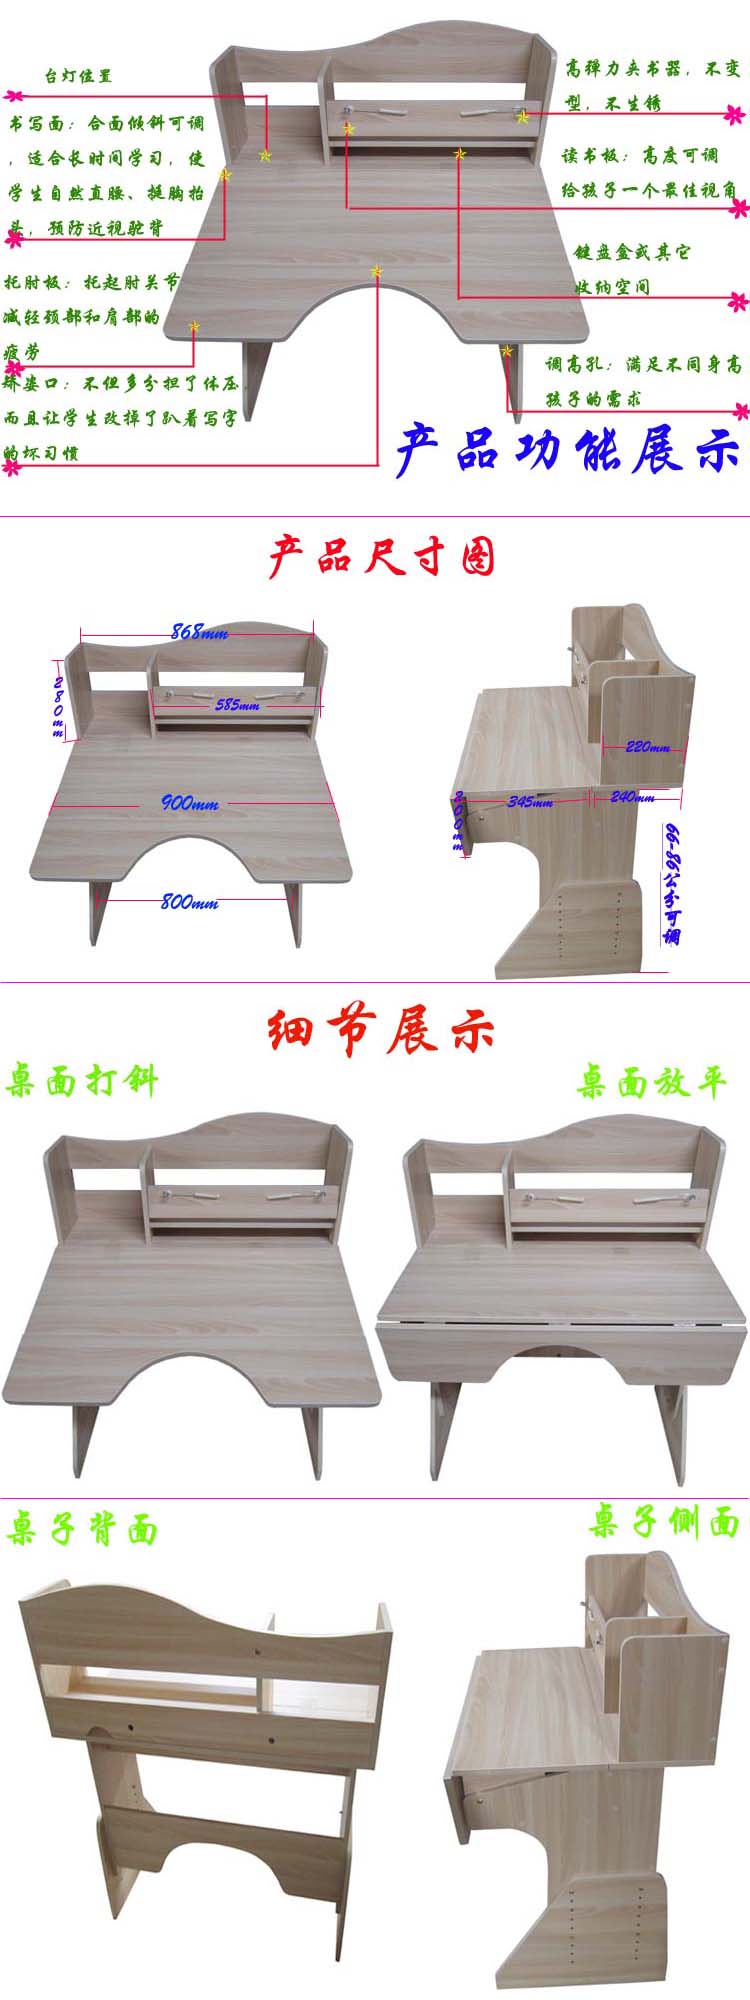 台灯位置
书写面：合面倾斜可调
，适合长时间学习，使
学生自然直腰、挺胸抬
头，预防近视驼背
托肘板：托起肘关节
减轻颈部和肩部的
疲劳
矫姿口：不但多分担了体压
而且让学生改掉了趴着写字
的坏习惯
高弹力夹书器，不变
型，不生锈
读书板：高度可调
给孩子一个最佳视角
键盘盒或其它
收纳空间
调高孔：满足不同身高
孩子的需求
产品功能展示
产品尺寸图
868mm
280mm
585mm
900mm
800mm
220mm
200mm
345mm
240mm
66-86公分可调
细节展示
桌面打斜
桌面放平
桌子背面
桌子侧面